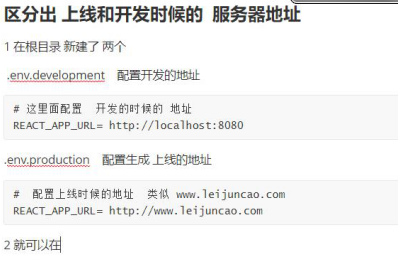 区分出 上线和开发时候的 服务器地址
1 在根目录 新建了 两个
.env.development 配置开发的地址
# 这里面配置 开发的时候的 地址
REACT_APP_URL= http://localhost:8080
.env.production 配置生成 上线的地址
# 配置上线时候的地址 类似 www.leijuncao.com
REACT_APP_URL= http://www.leijuncao.com
2 就可以在